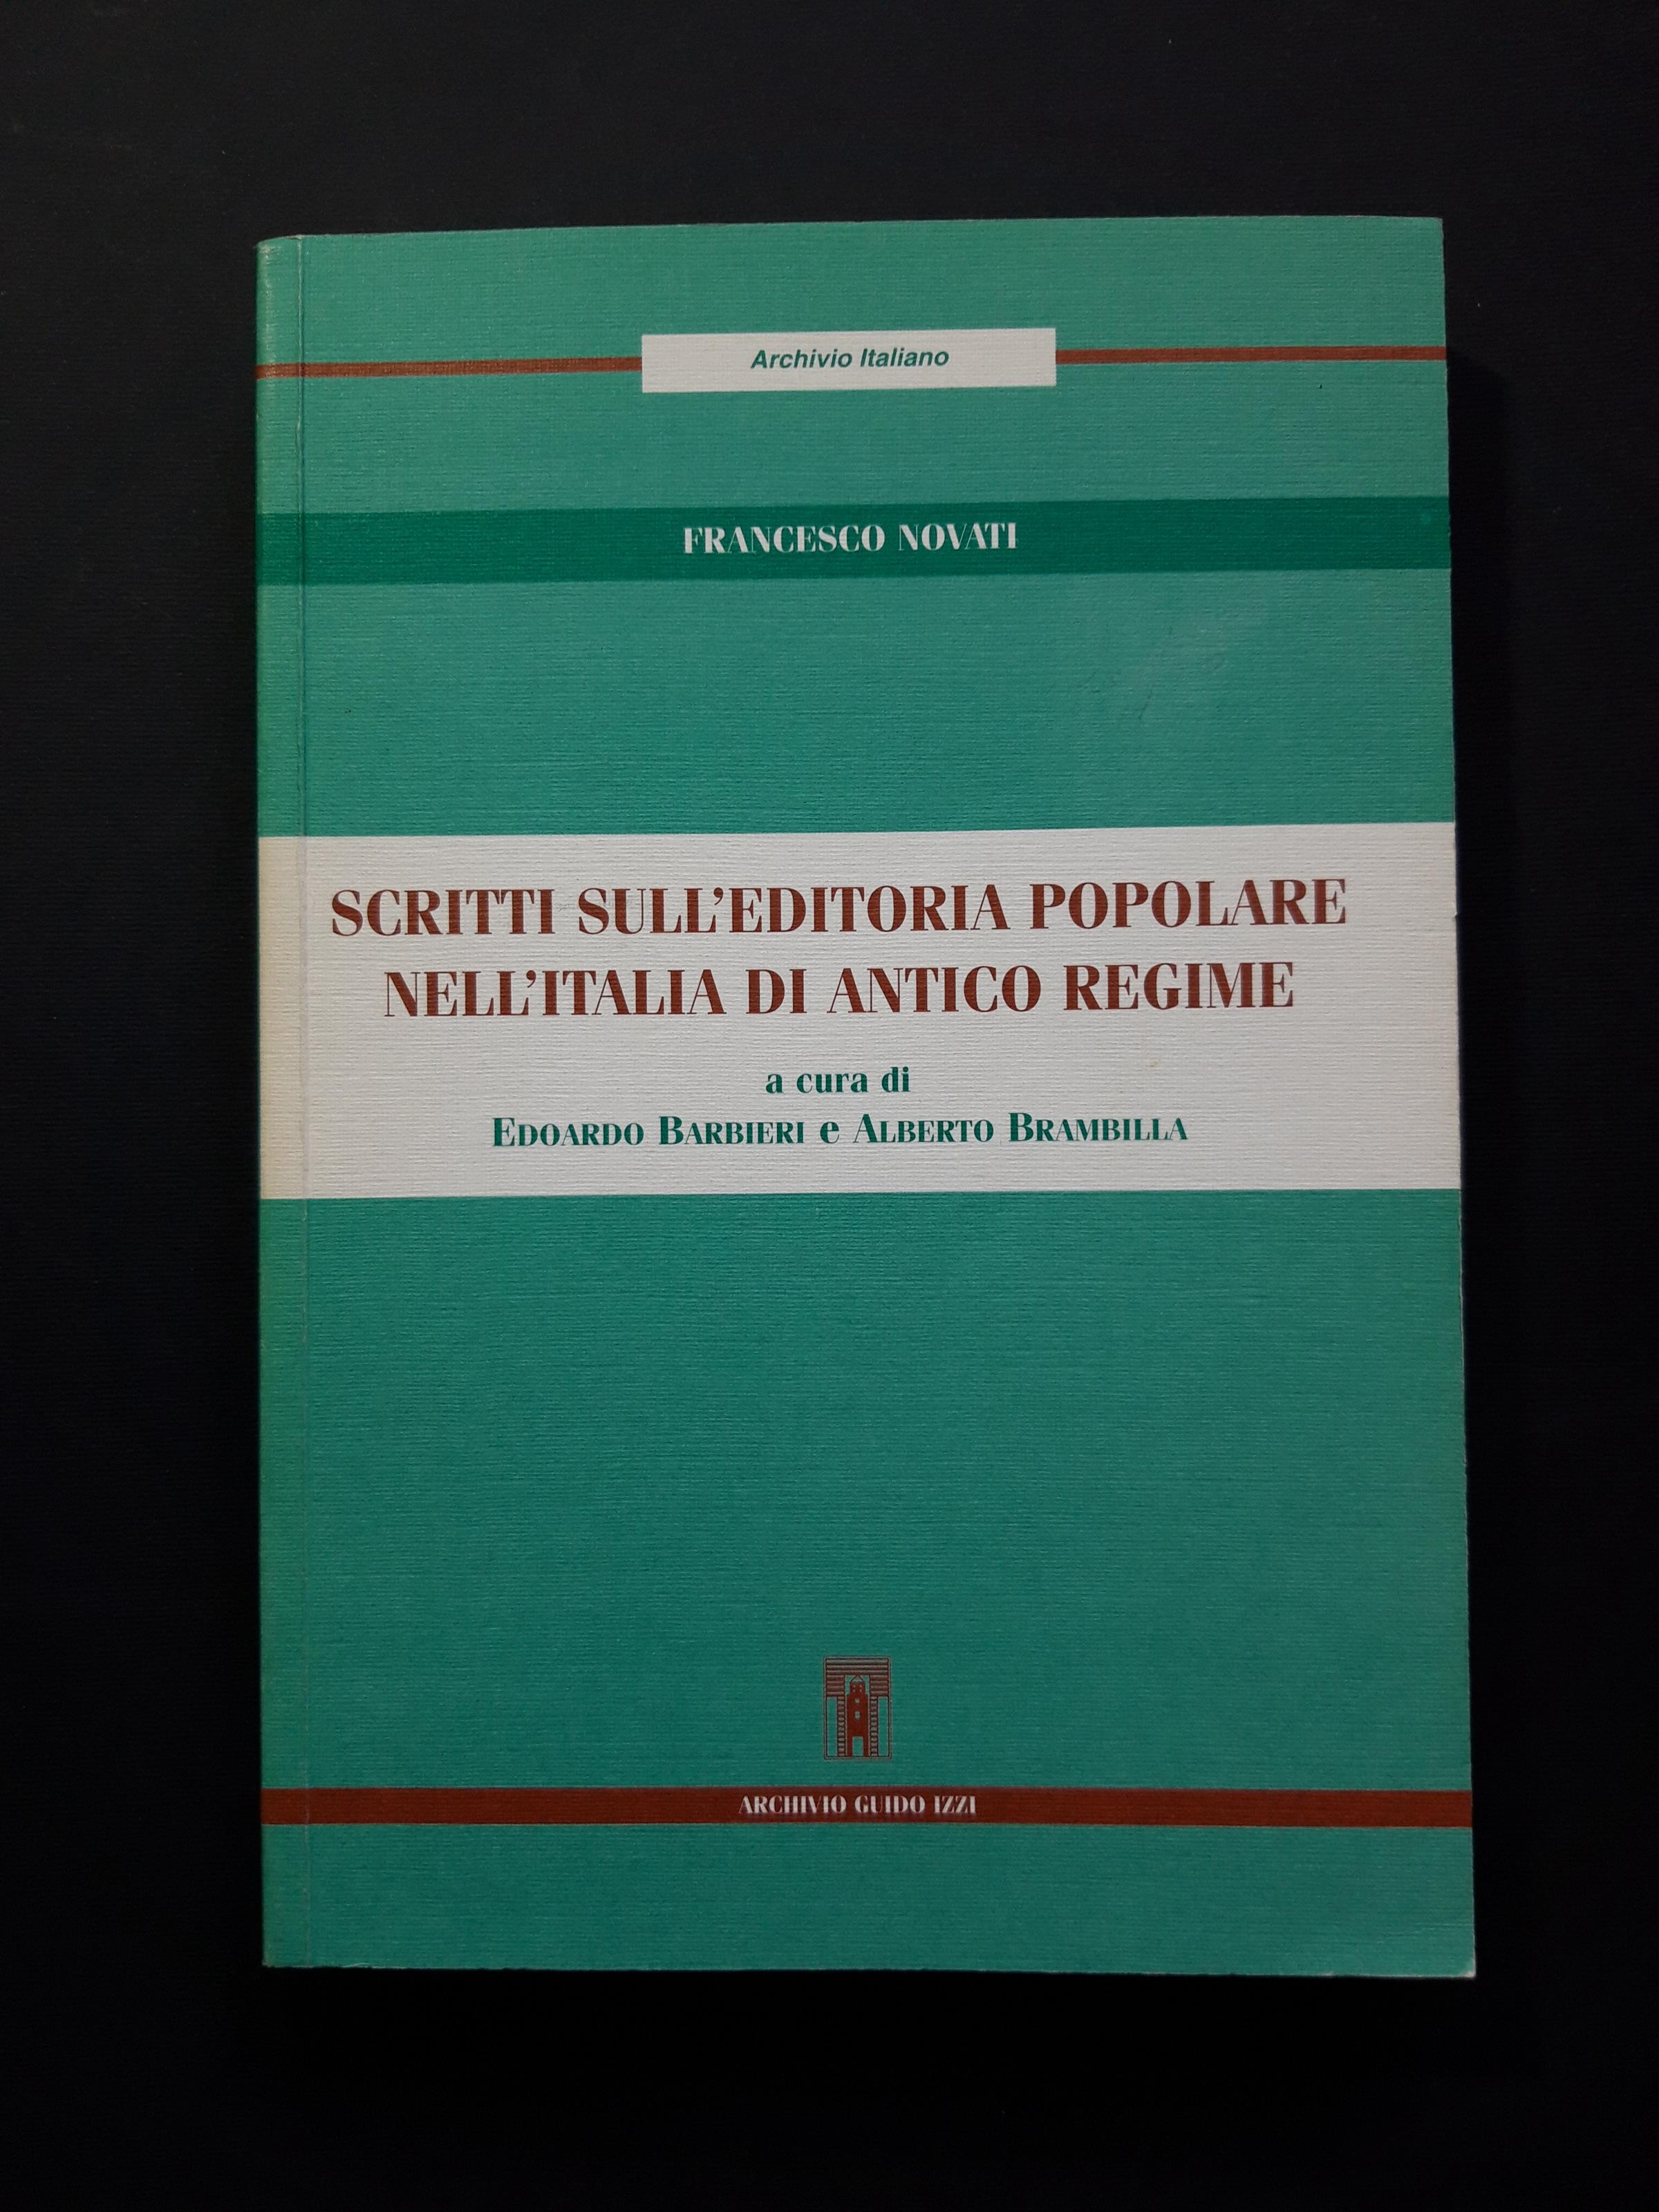 Archivio Italiano
FRANCESCO NOVATI
SCRITTI SULL'EDITORIA POPOLARE
NELL'ITALIA DI ANTICO REGIME
a cura di
EDOARDO BARBIERI e ALBERTO BRAMBILLA
ARCHIVIO GUIDO IZZI